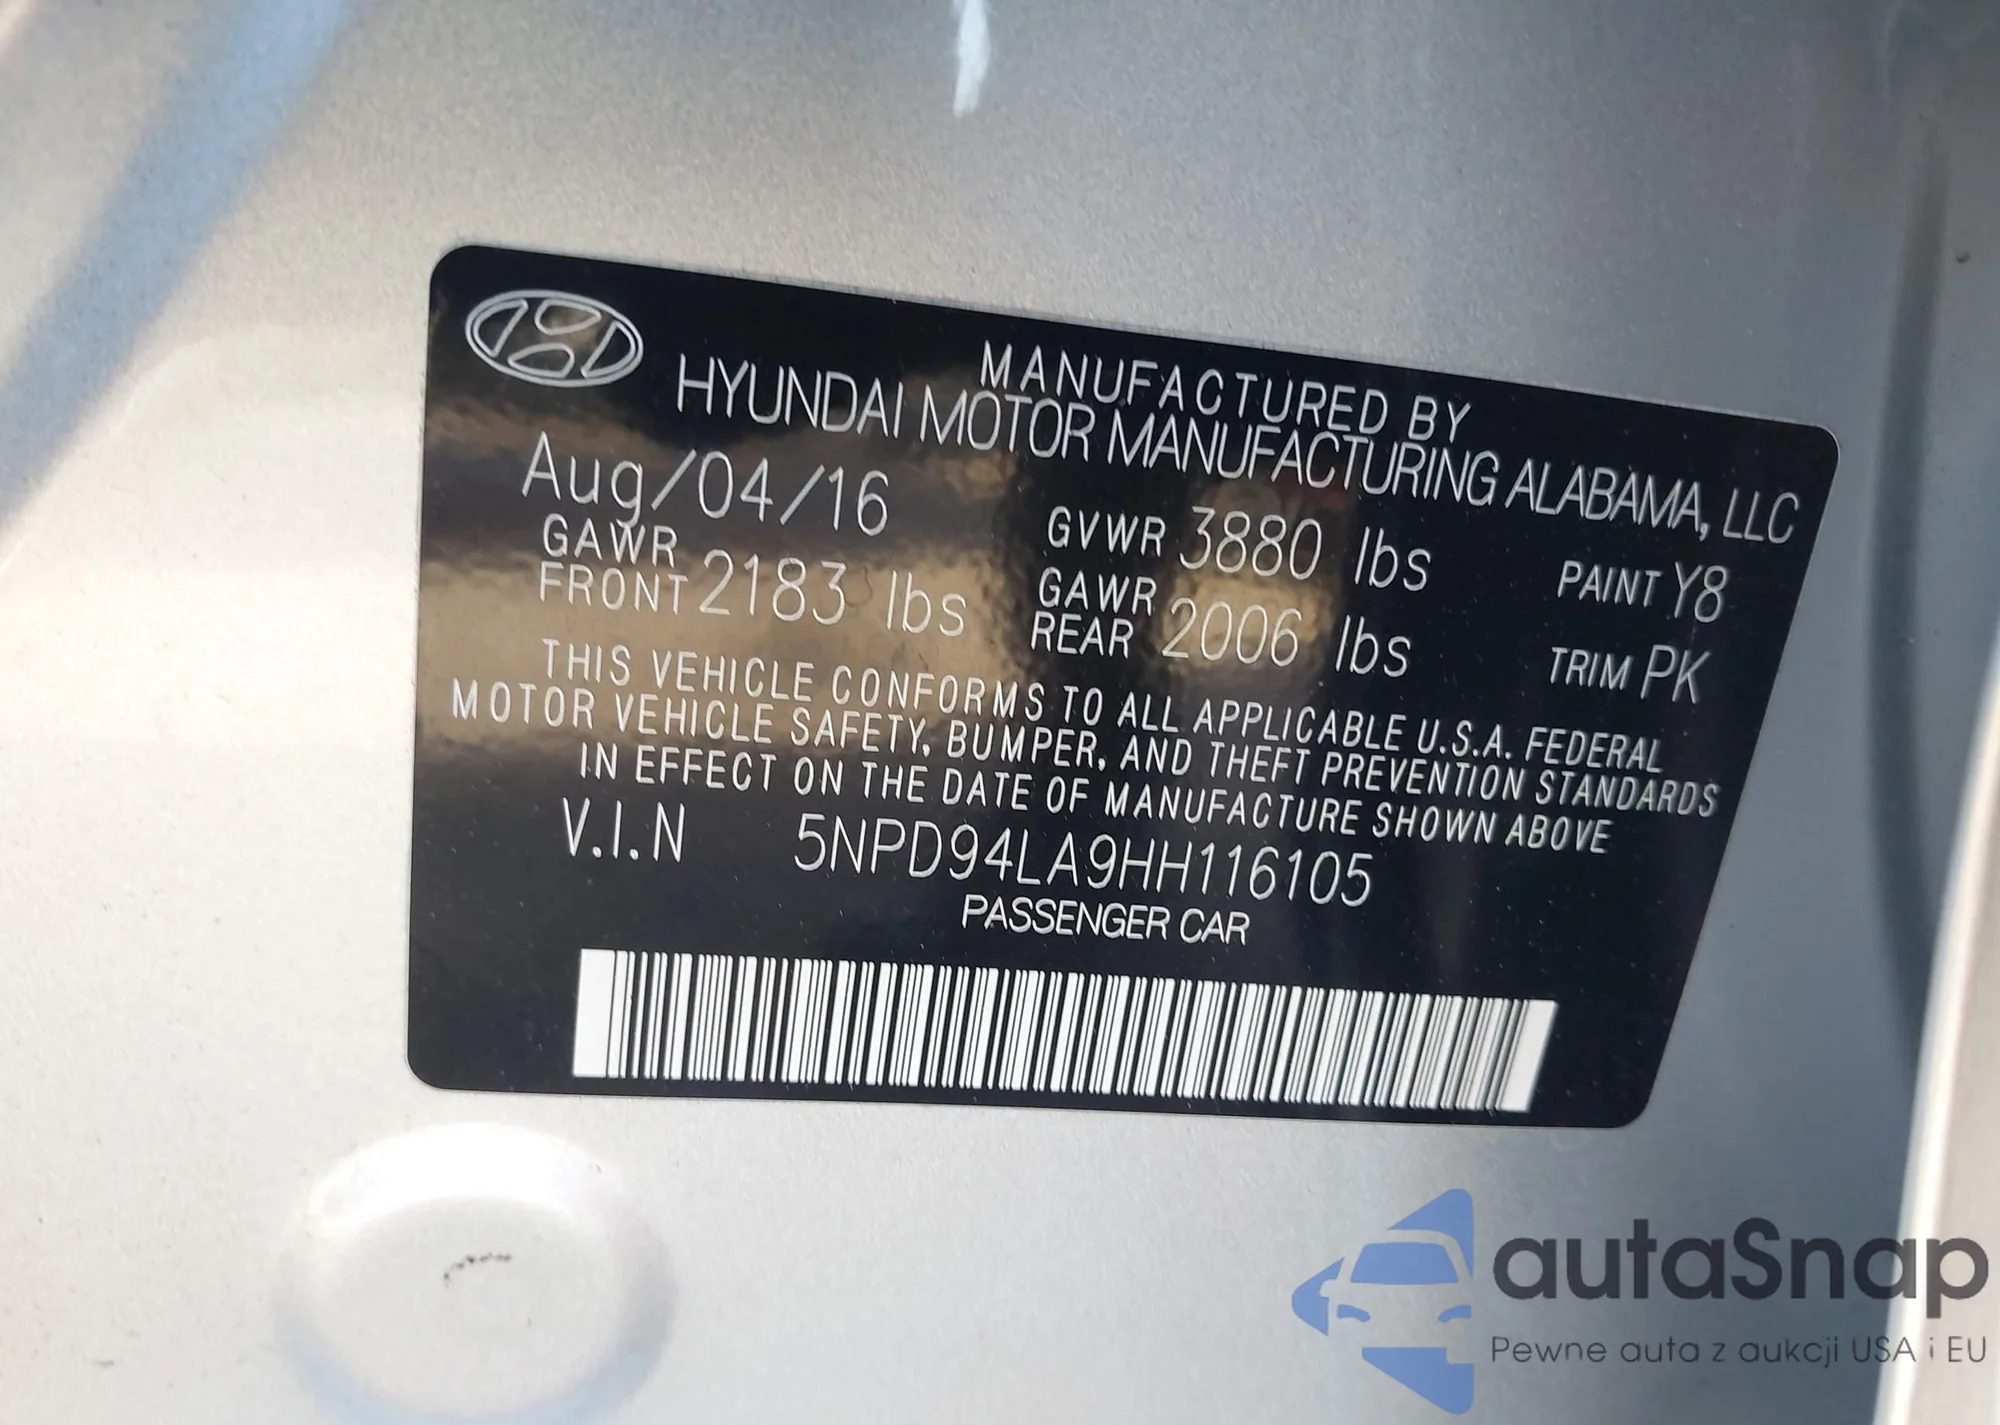 MANUFACTURED BY
HYUNDAI MOTOR MANUFACTURING ALABAMA, LLC
Aug/04/16 GVWR 3880 lbs PAINT Y8
GAWR FRONT 2183 lbs GAWR REAR 2006 lbs TRIM PK
THIS VEHICLE CONFORMS TO ALL APPLICABLE U.S.A. FEDERAL
MOTOR VEHICLE SAFETY, BUMPER, AND THEFT PREVENTION STANDARDS
IN EFFECT ON THE DATE OF MANUFACTURE SHOWN ABOVE
V.I.N 5NPD94LA9HH116105
PASSENGER CAR
autaSnap
Pewne auta z aukcji USA i EU